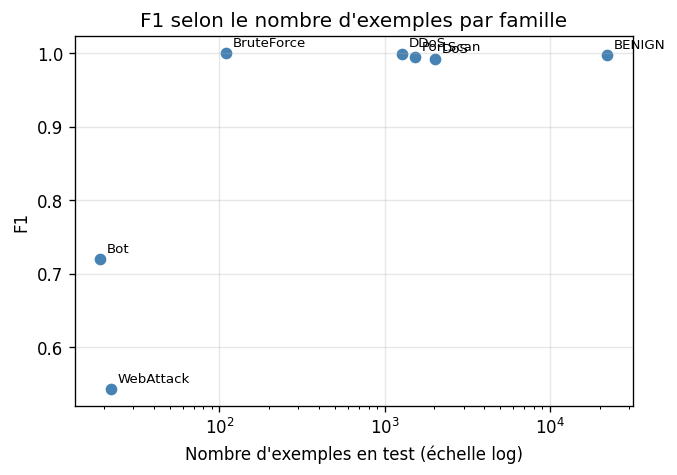 F1 selon le nombre d'exemples par famille
BruteForce
DDoS
PortScan
DoS
BENIGN
Bot
WebAttack
1.0
0.9
0.8
0.7
0.6
F1
10²
10³
10⁴
Nombre d'exemples en test (échelle log)